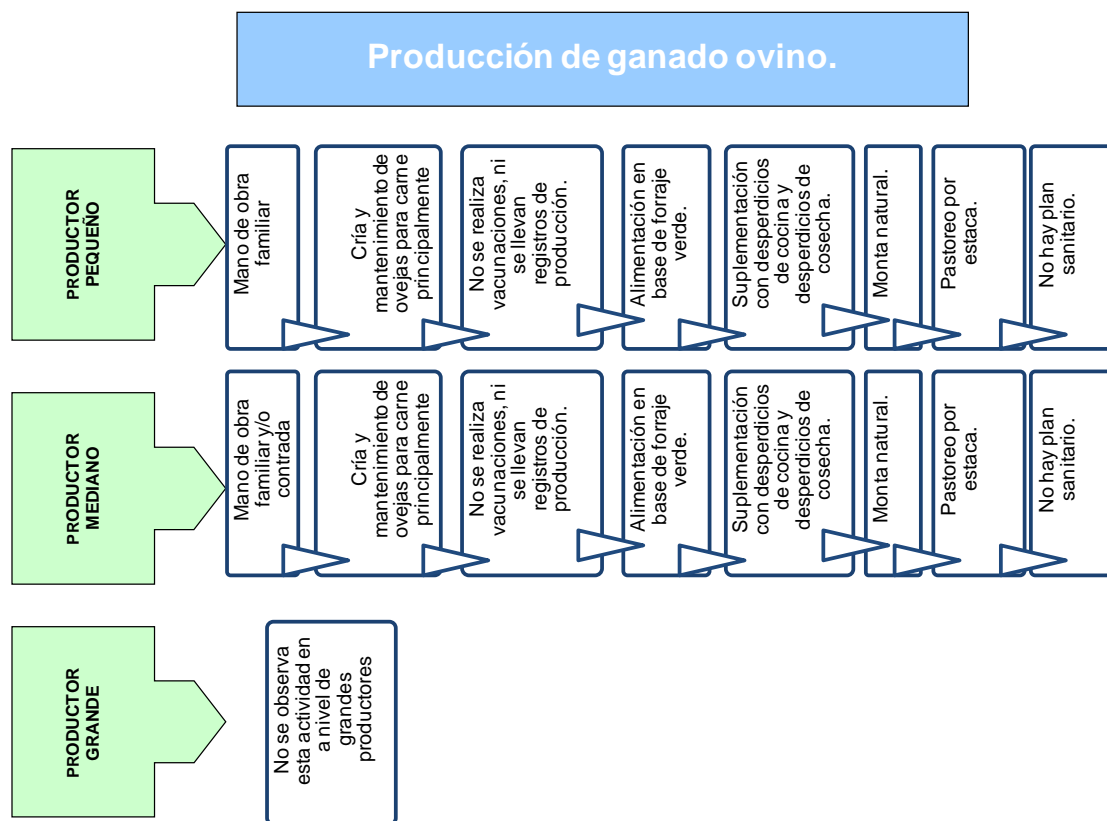 Producción de ganado ovino.
PRODUCTOR
PEQUEÑO
Mano de obra
familiar
Cría y
mantenimiento de
ovejas para carne
principalmente
No se realiza
vacunaciones, ni
se llevan
registros de
producción.
Alimentación en
base de forraje
verde.
Suplementación
con desperdicios
de cocina y
desperdicios de
cosecha.
Monta natural.
Pastoreo por
estaca.
No hay plan
sanitario.
PRODUCTOR
MEDIANO
Mano de obra
familiar y/o
contrada
Cría y
mantenimiento de
ovejas para carne
principalmente
No se realiza
vacunaciones, ni
se llevan
registros de
producción.
Alimentación en
base de forraje
verde.
Suplementación
con desperdicios
de cocina y
desperdicios de
cosecha.
Monta natural.
Pastoreo por
estaca.
No hay plan
sanitario.
PRODUCTOR
GRANDE
No se observa
esta actividad en
a nivel de
grandes
productores